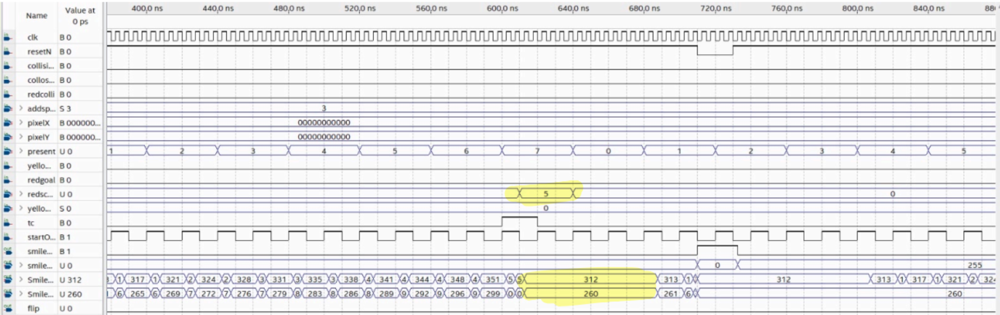 Name Value at 0 ps 400,0 ns 440,0 ns 480,0 ns 520,0 ns 560,0 ns 600,0 ns 640,0 ns 680,0 ns 720,0 ns 760,0 ns 800,0 ns 840,0 ns
clk B 0
resetN B 0
collisi... B 0
collos... B 0
redcolli B 0
addsp... S 3 3
pixelX B 000000... 00000000000
pixelY B 000000... 00000000000
present U 0 1 2 3 4 5 6 7 0 1 2 3 4 5
yello... B 0
redgoal B 0
redsc... U 0 5 0
yello... S 0 0
tc B 0
startO... B 1
smile... B 1
smile... U 0 0 255
Smile... U 312 1 317 1 321 2 324 2 328 3 331 3 335 3 338 4 341 4 344 4 348 4 351 5 5 312 313 1 312 313 1 317 1 321 2 324
Smile... U 260 6 265 6 269 7 272 7 276 7 279 8 283 8 286 8 289 9 292 9 296 9 299 0 0 260 261 6 260
flip U 0